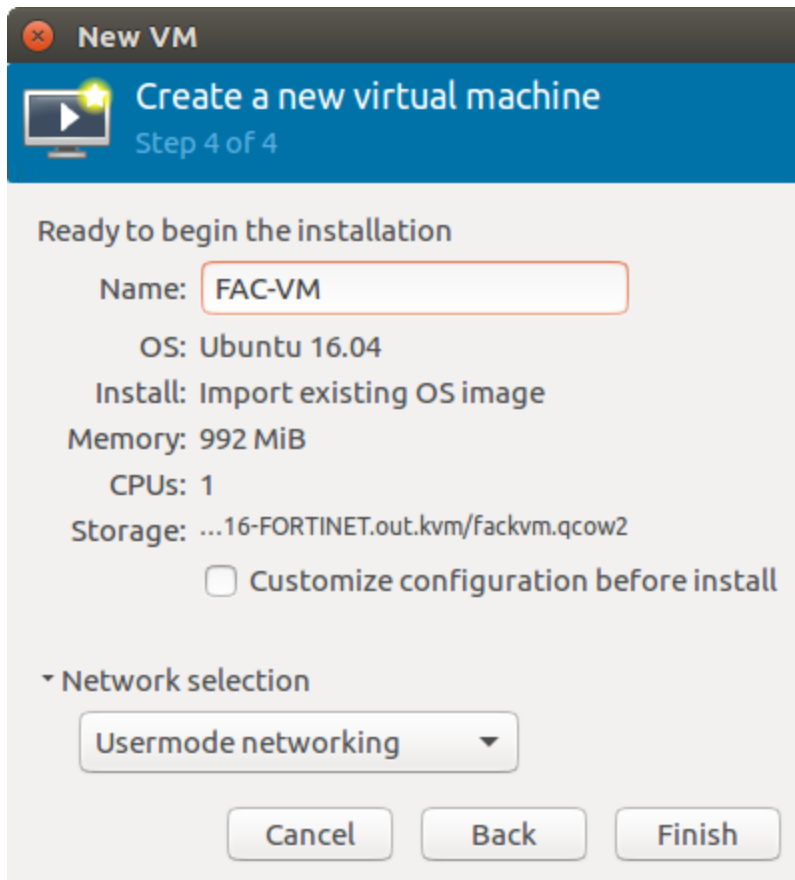 New VM
Create a new virtual machine
Step 4 of 4
Ready to begin the installation
Name: FAC-VM
OS: Ubuntu 16.04
Install: Import existing OS image
Memory: 992 MiB
CPUs: 1
Storage: ...16-FORTINET.out.kvm/fackvm.qcow2
Customize configuration before install
Network selection
Usermode networking
Cancel Back Finish